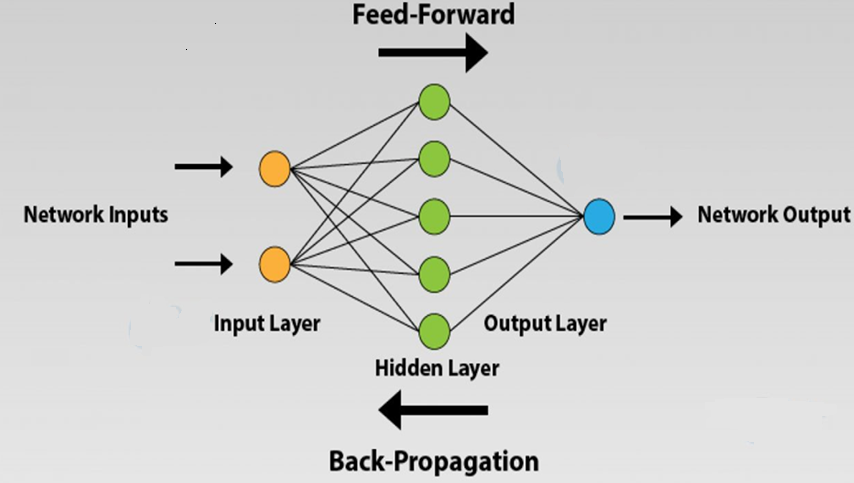 Feed-Forward
Network Inputs
Network Output
Input Layer
Output Layer
Hidden Layer
Back-Propagation